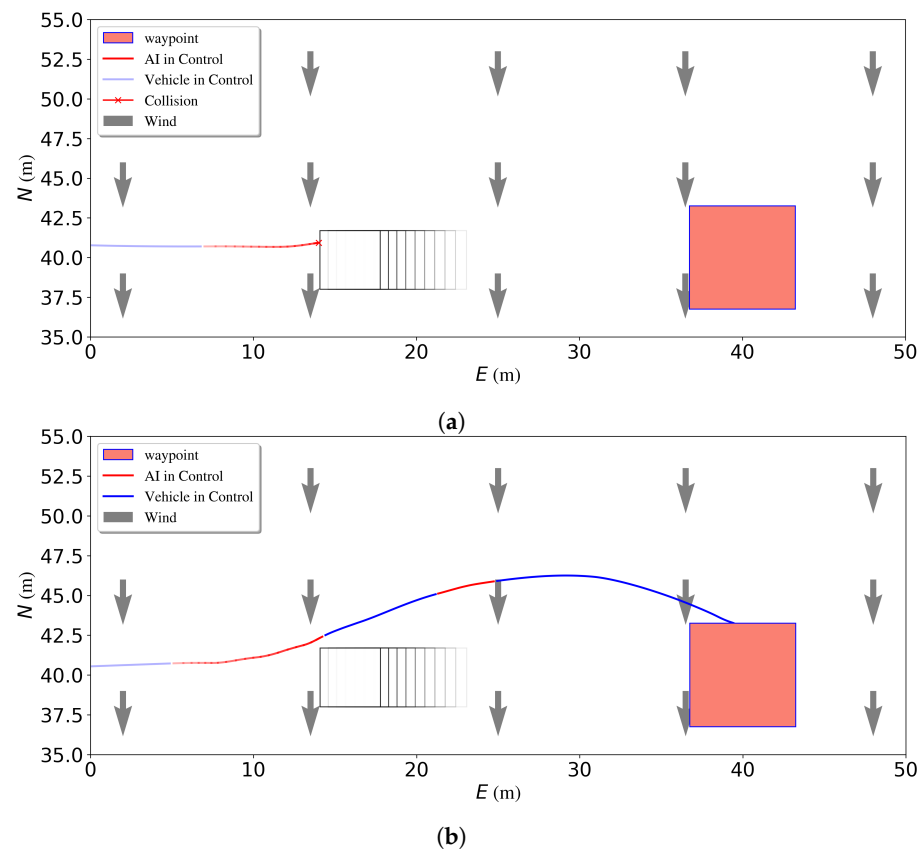 55.0
52.5
50.0
47.5
45.0
42.5
40.0
37.5
35.0
N (m)
waypoint
AI in Control
Vehicle in Control
Collision
Wind
0 10 20 30 40 50
E (m)
(a)
55.0
52.5
50.0
47.5
45.0
42.5
40.0
37.5
35.0
N (m)
waypoint
AI in Control
Vehicle in Control
Wind
0 10 20 30 40 50
E (m)
(b)